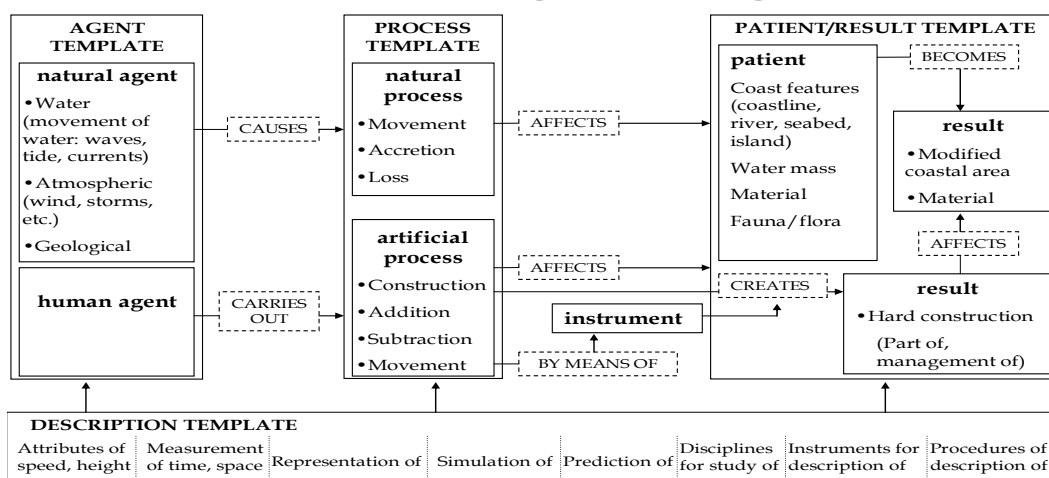 AGENT
TEMPLATE
natural agent
•Water
(movement of
water: waves,
tide, currents)
•Atmospheric
(wind, storms,
etc.)
•Geological
human agent
CAUSES
CARRIES
OUT
PROCESS
TEMPLATE
natural
process
•Movement
•Accretion
•Loss
artificial
process
•Construction
•Addition
•Subtraction
•Movement
AFFECTS
AFFECTS
instrument
BY MEANS OF
PATIENT/RESULT TEMPLATE
patient
Coast features
(coastline,
river, seabed,
island)
Water mass
Material
Fauna/flora
BECOMES
result
•Modified
coastal area
•Material
AFFECTS
CREATES
result
•Hard construction
(Part of,
management of)
DESCRIPTION TEMPLATE
Attributes of
speed, height
Measurement
of time, space
Representation of
Simulation of
Prediction of
Disciplines
for study of
Instruments for
description of
Procedures of
description of